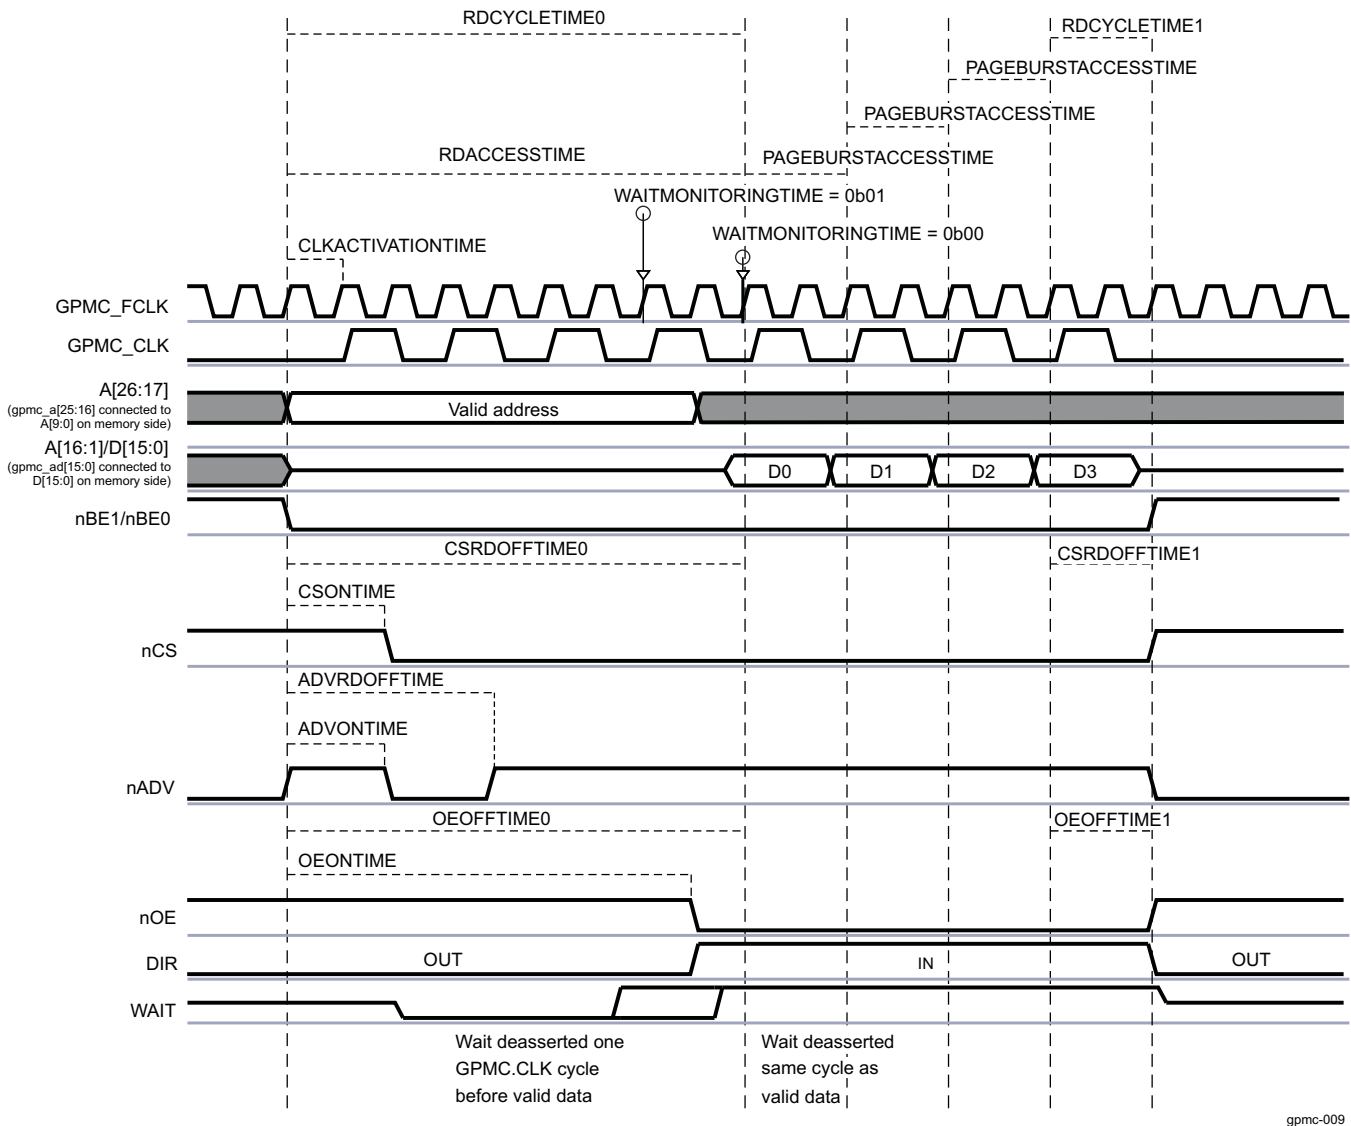 RDCYCLETIME0
RDCYCLETIME1
PAGEBURSTACCESSTIME
PAGEBURSTACCESSTIME
RDACCESSTIME
PAGEBURSTACCESSTIME
WAITMONITORINGTIME = 0b01
WAITMONITORINGTIME = 0b00
CLKACTIVATIONTIME
GPMC_FCLK
GPMC_CLK
A[26:17]
(gpmc_a[25:16] connected to
A[9:0] on memory side)
Valid address
A[16:1]/D[15:0]
(gpmc_ad[15:0] connected to
D[15:0] on memory side)
D0
D1
D2
D3
nBE1/nBE0
CSRDOFFTIME0
CSRDOFFTIME1
CSONTIME
nCS
ADVRDOFFTIME
ADVONTIME
nADV
OEOFFTIME0
OEOFFTIME1
OEONTIME
nOE
DIR
OUT
IN
OUT
WAIT
Wait deasserted one
GPMC.CLK cycle
before valid data
Wait deasserted
same cycle as
valid data
gpmc-009